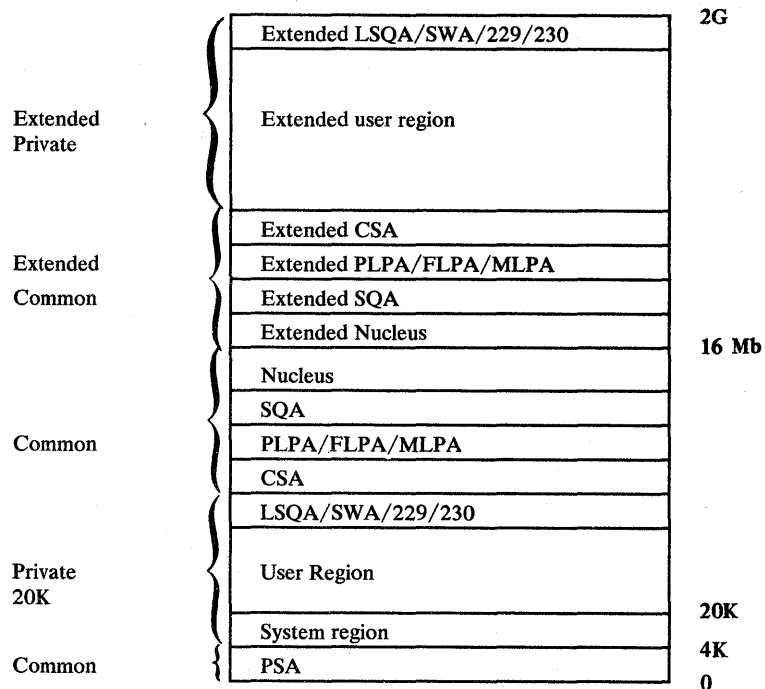 2G
Extended LSQA/SWA/229/230
Extended
Private
Extended user region
Extended CSA
Extended
Common
Extended PLPA/FLPA/MLPA
Extended SQA
Extended Nucleus
16 Mb
Nucleus
SQA
Common
PLPA/FLPA/MLPA
CSA
LSQA/SWA/229/230
Private
20K
User Region
20K
System region
4K
Common
PSA
0